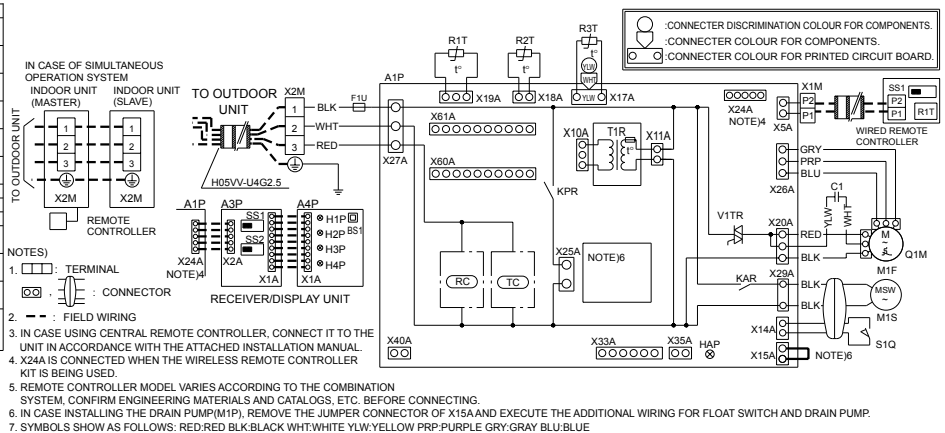 IN CASE OF SIMULTANEOUS
OPERATION SYSTEM
INDOOR UNIT
(MASTER)
INDOOR UNIT
(SLAVE)
TO OUTDOOR UNIT
1
2
3
X2M
1
2
3
X2M
REMOTE
CONTROLLER
TO OUTDOOR
UNIT
X2M
1
2
3
BLK
F1U
WHT
RED
H05VV-U4G2.5
X27A
A1P
X24A
NOTE)4
A3P
SS1
SS2
X2A
X1A
A4P
H1P
H2P
H3P
H4P
BS1
X1A
RECEIVER/DISPLAY UNIT
A1P
R1T
t°
X19A
R2T
t°
X18A
R3T
t°
YLW
WHT
YLW
X17A
:CONNECTER DISCRIMINATION COLOUR FOR COMPONENTS.
:CONNECTER COLOUR FOR COMPONENTS.
:CONNECTER COLOUR FOR PRINTED CIRCUIT BOARD.
X61A
X60A
X10A
T1R
t°
X11A
KPR
X25A
NOTE)6
RC
TC
X40A
X33A
X35A
HAP
V1TR
KAR
X24A
NOTE)4
X1M
P2
P1
X5A
SS1
P2
P1
R1T
WIRED REMOTE
CONTROLLER
GRY
PRP
BLU
X26A
C1
YLW
WHT
X20A
RED
BLK
M
~
Q1M
M1F
X29A
BLK
BLK
MSW
~
M1S
X14A
S1Q
X15A
NOTE)6
NOTES)
1. : TERMINAL
, : CONNECTOR
2. : FIELD WIRING
3. IN CASE USING CENTRAL REMOTE CONTROLLER, CONNECT IT TO THE
UNIT IN ACCORDANCE WITH THE ATTACHED INSTALLATION MANUAL.
4. X24A IS CONNECTED WHEN THE WIRELESS REMOTE CONTROLLER
KIT IS BEING USED.
5. REMOTE CONTROLLER MODEL VARIES ACCORDING TO THE COMBINATION
SYSTEM, CONFIRM ENGINEERING MATERIALS AND CATALOGS, ETC. BEFORE CONNECTING.
6. IN CASE INSTALLING THE DRAIN PUMP(M1P), REMOVE THE JUMPER CONNECTOR OF X15A AND EXECUTE THE ADDITIONAL WIRING FOR FLOAT SWITCH AND DRAIN PUMP.
7. SYMBOLS SHOW AS FOLLOWS: RED:RED BLK:BLACK WHT:WHITE YLW:YELLOW PRP:PURPLE GRY:GRAY BLU:BLUE